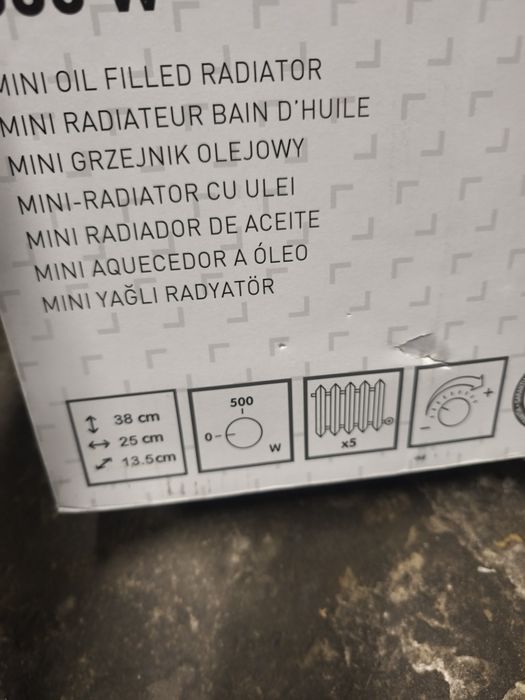 MINI OIL FILLED RADIATOR
MINI RADIATEUR BAIN D'HUILE
MINI GRZEJNIK OLEJOWY
MINI-RADIATOR CU ULEI
MINI RADIADOR DE ACEITE
MINI AQUECEDOR A ÓLEO
MINI YAĞLI RADYATÖR
38 cm
25 cm
13.5cm
500
0
W
x5
- +